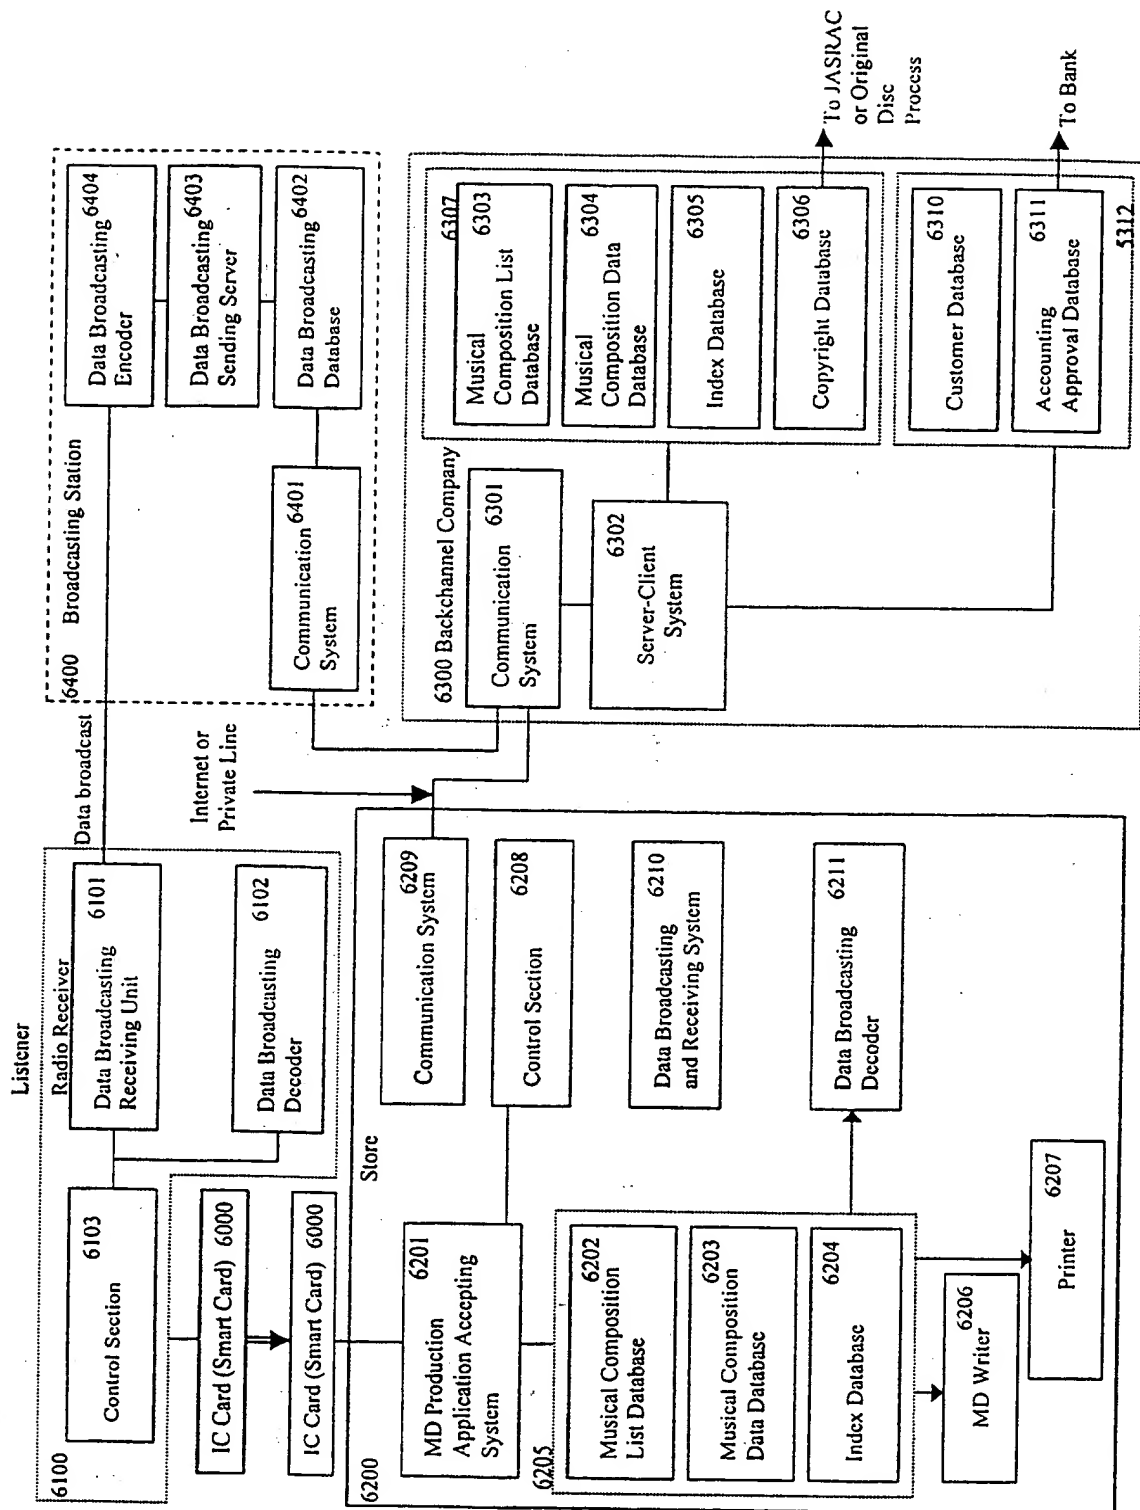 Listener
6100
Radio Receiver
6103
Control Section
6101
Data Broadcasting
Receiving Unit
6102
Data Broadcasting
Decoder
Data broadcast
6400 Broadcasting Station
6404
Data Broadcasting
Encoder
6403
Data Broadcasting
Sending Server
6402
Data Broadcasting
Database
6401
Communication
System
IC Card (Smart Card) 6000
IC Card (Smart Card) 6000
Internet or
Private Line
6200
Store
6201
MD Production
Application Accepting
System
6209
Communication System
6208
Control Section
6210
Data Broadcasting
and Receiving System
6211
Data Broadcasting
Decoder
6205
6202
Musical Composition
List Database
6203
Musical Composition
Data Database
6204
Index Database
6206
MD Writer
6207
Printer
6300 Backchannel Company
6301
Communication
System
6302
Server-Client
System
6307
6303
Musical
Composition List
Database
6304
Musical
Composition Data
Database
6305
Index Database
6306
Copyright Database
To JASRAC
or Original
Disc
Process
6310
Customer Database
6311
Accounting
Approval Database
To Bank
5312